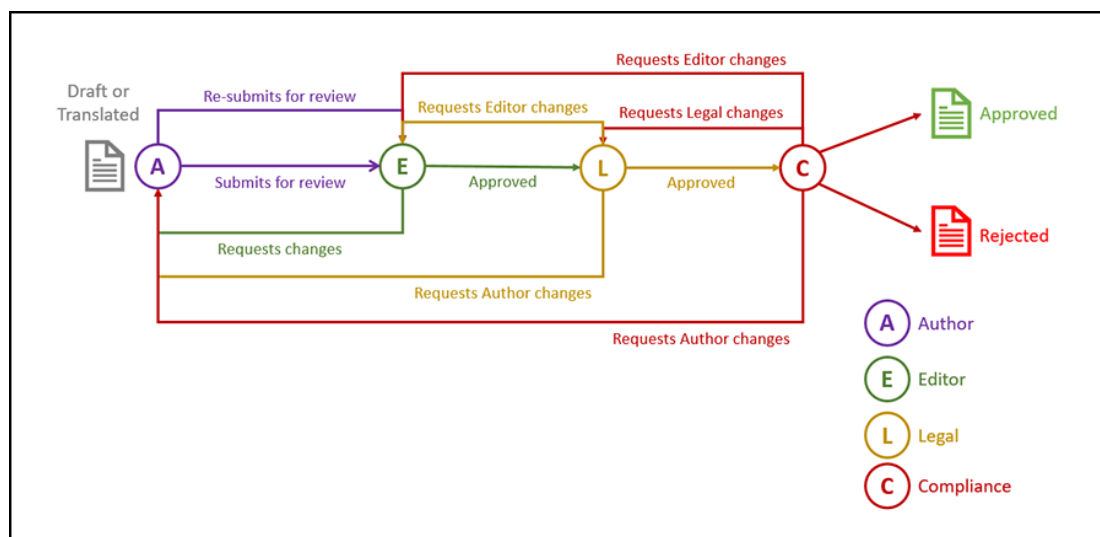 Requests Editor changes
Draft or
Translated
Re-submits for review
Requests Editor changes
Requests Legal changes
Approved
A
E
L
C
Submits for review
Approved
Approved
Requests changes
Rejected
Requests Author changes
Requests Author changes
A Author
E Editor
L Legal
C Compliance